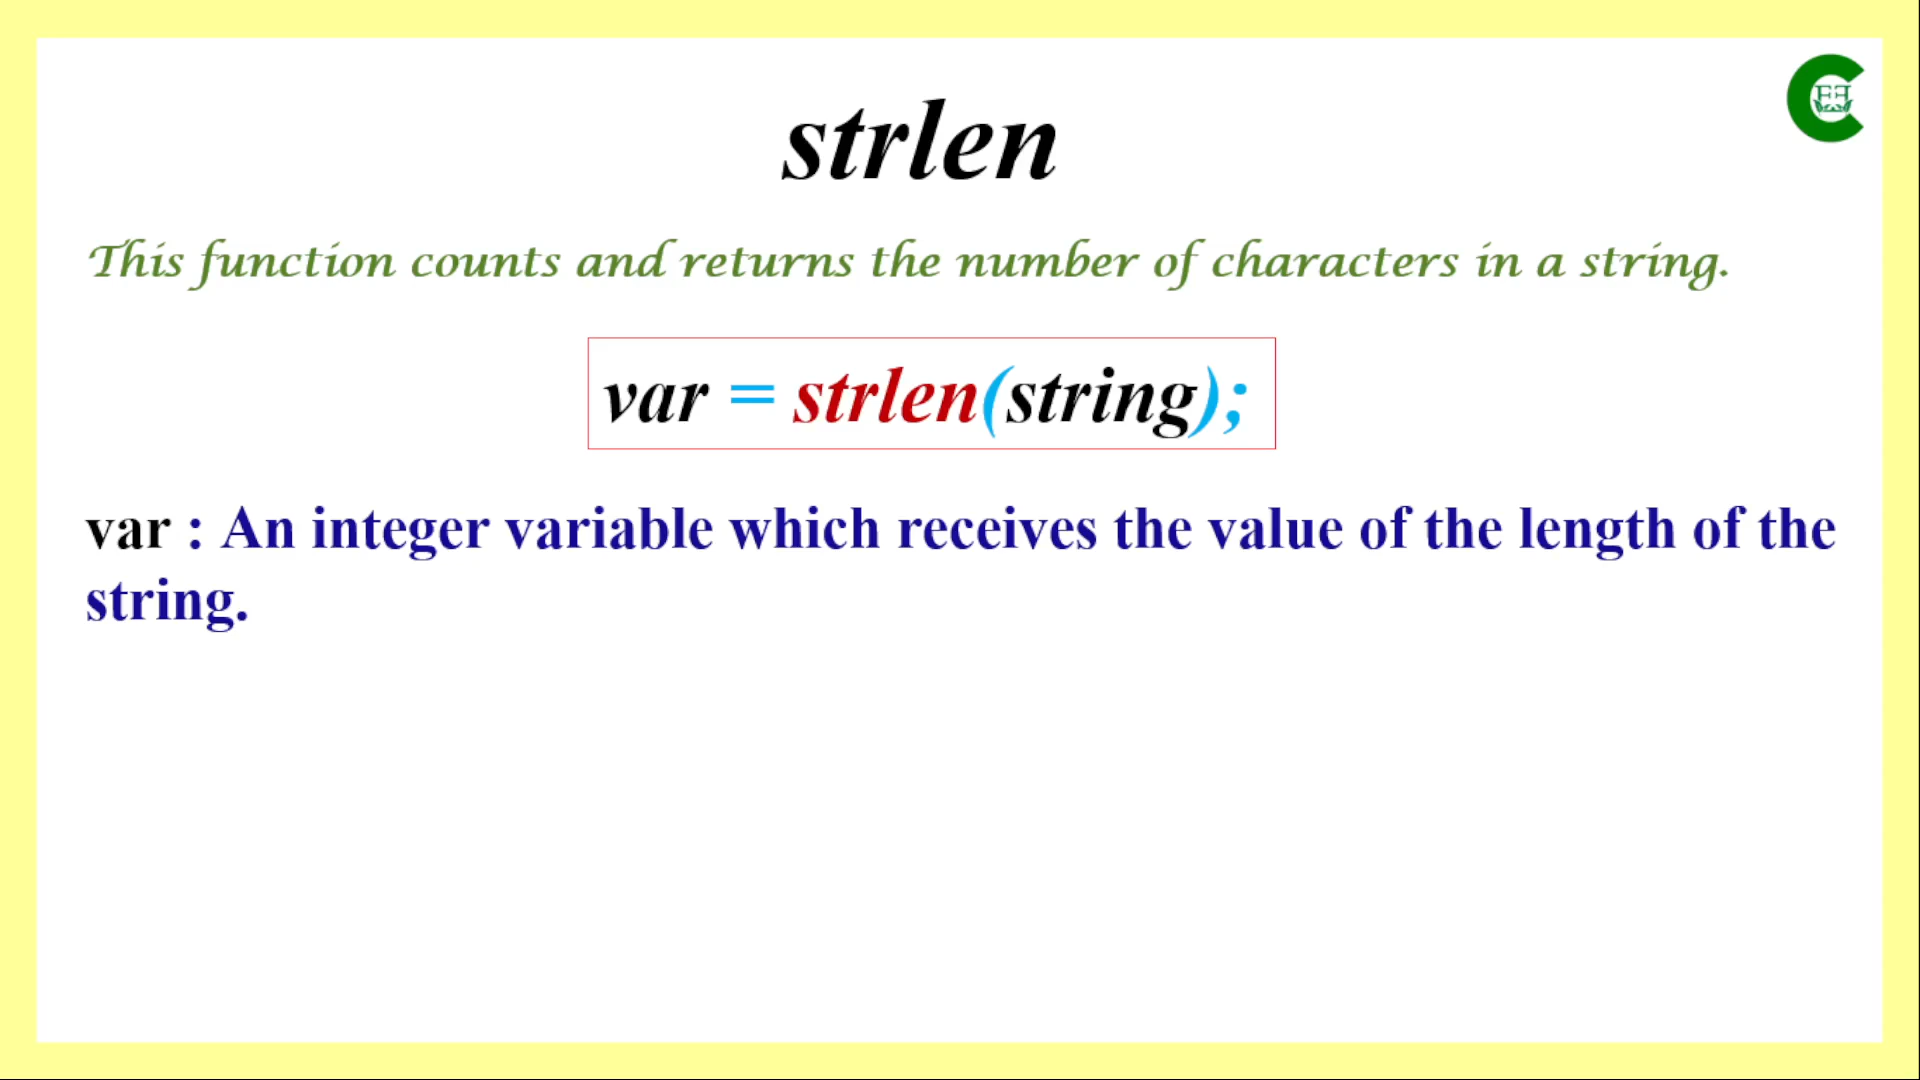 strlen
This function counts and returns the number of characters in a string.
var = strlen(string);
var : An integer variable which receives the value of the length of the
string.